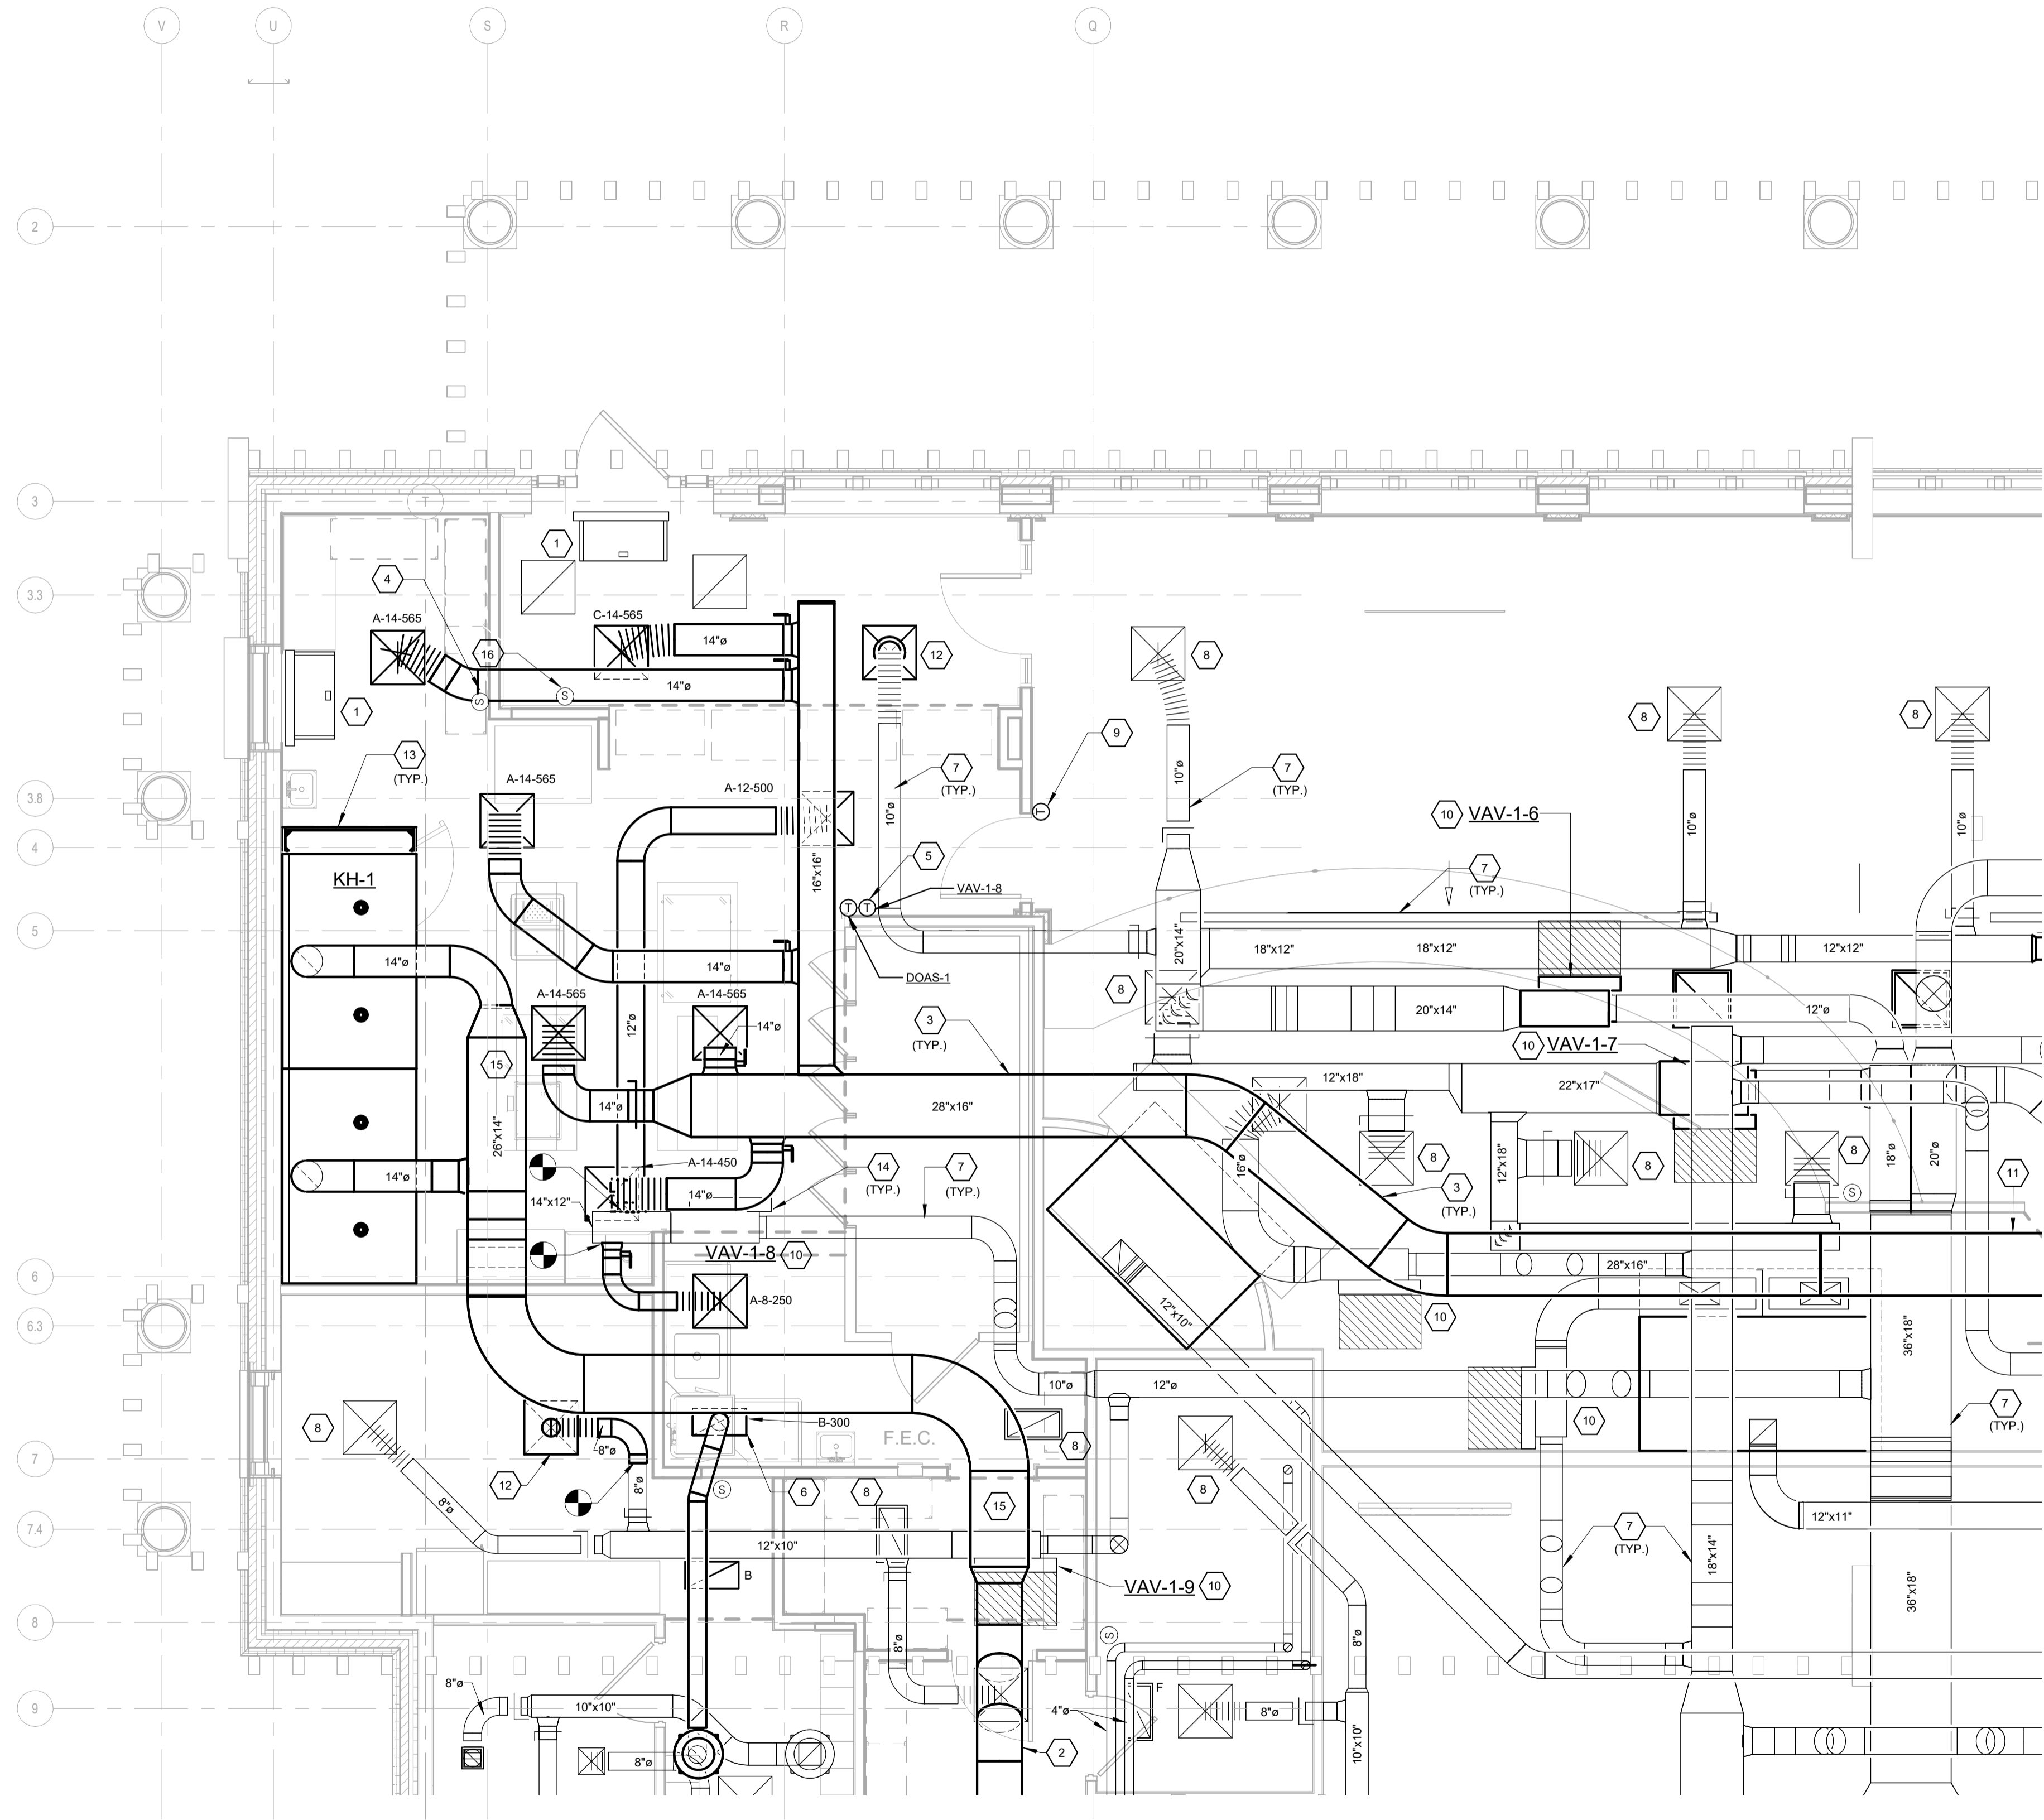 V
U
S
R
Q
2
3
T
3.3
3.8
4
5
6
6.3
7
7.4
8
9
1
4
A-14-565
16
S
S
C-14-565
14"ø
14"ø
12
8
8
8
1
9
T
13
(TYP.)
A-14-565
A-12-500
7
(TYP.)
10"ø
10"ø
7
(TYP.)
10"ø
10"ø
10
VAV-1-6
KH-1
16"x16"
5
VAV-1-8
T
T
DOAS-1
7
(TYP.)
14"ø
14"ø
20"x14"
18"x12"
18"x12"
12"x12"
A-14-565
A-14-565
14"ø
12"ø
8
20"x14"
12"ø
3
(TYP.)
10
VAV-1-7
15
26"x14"
14"ø
28"x16"
12"x18"
22"x17"
14"ø
A-14-450
14"x12"
14"ø
14
(TYP.)
7
(TYP.)
16"ø
8
12"x18"
8
8
18"ø
20"ø
S
3
(TYP.)
11
VAV-1-8
10
A-8-250
28"x16"
12"x10"
10
36"x18"
10"ø
12"ø
7
(TYP.)
8
B-300
F.E.C.
8
10
8"ø
12
8"ø
S
6
8
15
8
8"ø
8"ø
12"x10"
B
VAV-1-9
10
7
(TYP.)
12"x11"
18"x14"
36"x18"
8"ø
S
8"ø
8"ø
10"x10"
4"ø
F
8"ø
8"ø
2
10"x10"